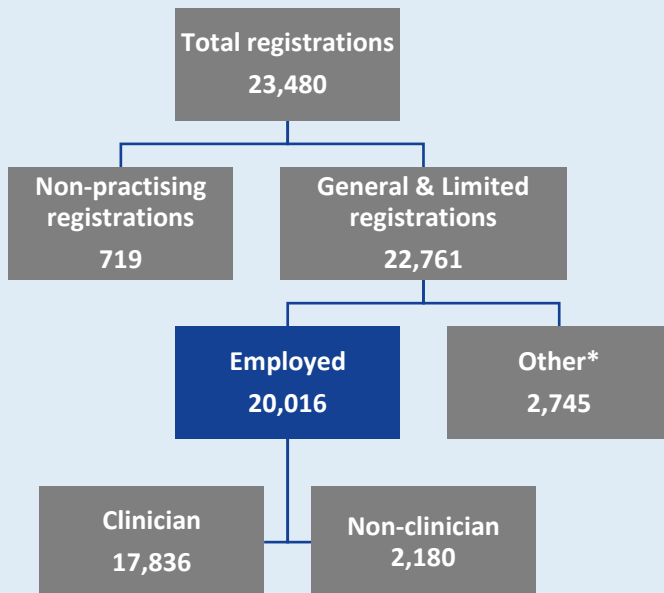 Total registrations
23,480
Non-practising
registrations
719
General & Limited
registrations
22,761
Employed
20,016
Other*
2,745
Clinician
17,836
Non-clinician
2,180